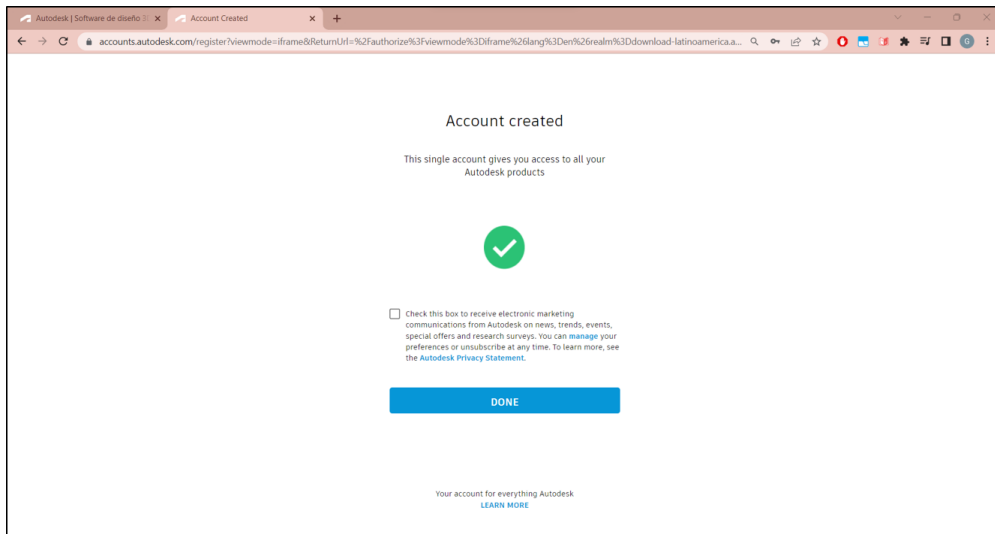 Autodesk | Software de diseño 3D
Account Created
accounts.autodesk.com/register?viewmode=iframe&ReturnUrl=%2Fauthorize%3Fviewmode%3Diframe%26lang%3Den%26realm%3Ddownload-latinoamerica.a...
G
Account created
This single account gives you access to all your
Autodesk products
Check this box to receive electronic marketing
communications from Autodesk on news, trends, events,
special offers and research surveys. You can manage your
preferences or unsubscribe at any time. To learn more, see
the Autodesk Privacy Statement.
DONE
Your account for everything Autodesk
LEARN MORE